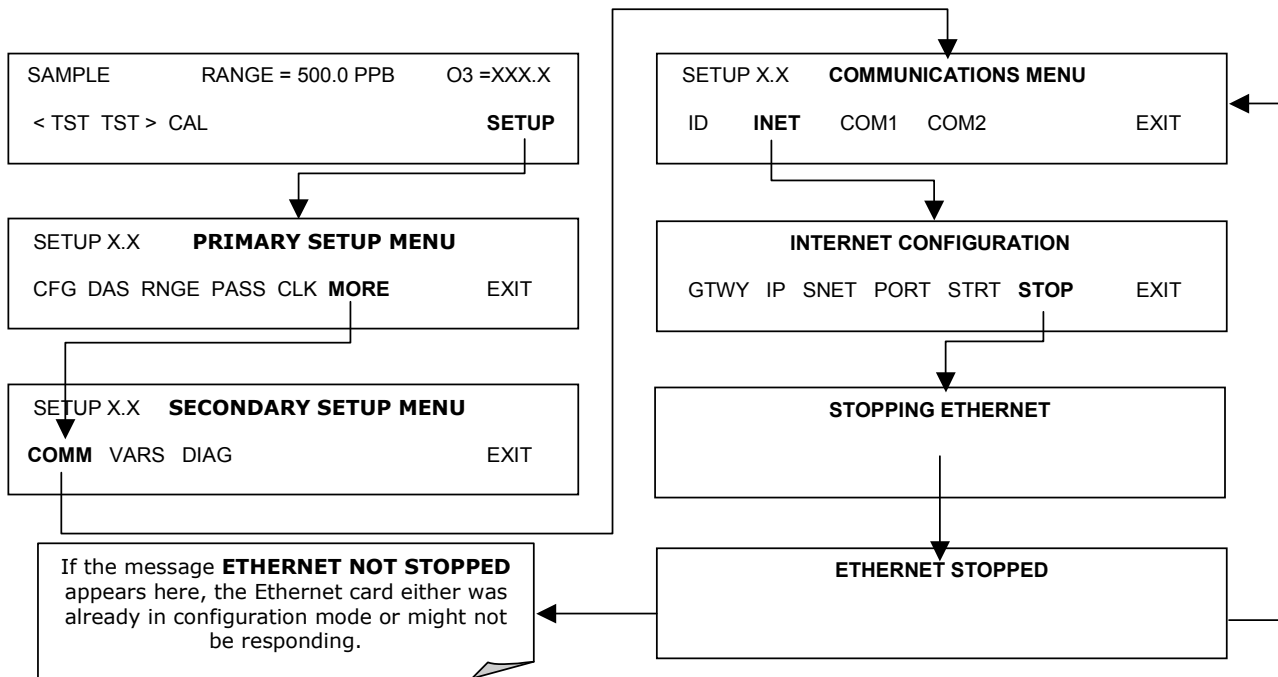 SAMPLE RANGE = 500.0 PPB O3 =XXX.X
< TST TST > CAL SETUP
SETUP X.X PRIMARY SETUP MENU
CFG DAS RNGE PASS CLK MORE EXIT
SETUP X.X SECONDARY SETUP MENU
COMM VARS DIAG EXIT
SETUP X.X COMMUNICATIONS MENU
ID INET COM1 COM2 EXIT
INTERNET CONFIGURATION
GTWY IP SNET PORT STRT STOP EXIT
STOPPING ETHERNET
ETHERNET STOPPED
If the message ETHERNET NOT STOPPED
appears here, the Ethernet card either was
already in configuration mode or might not
be responding.